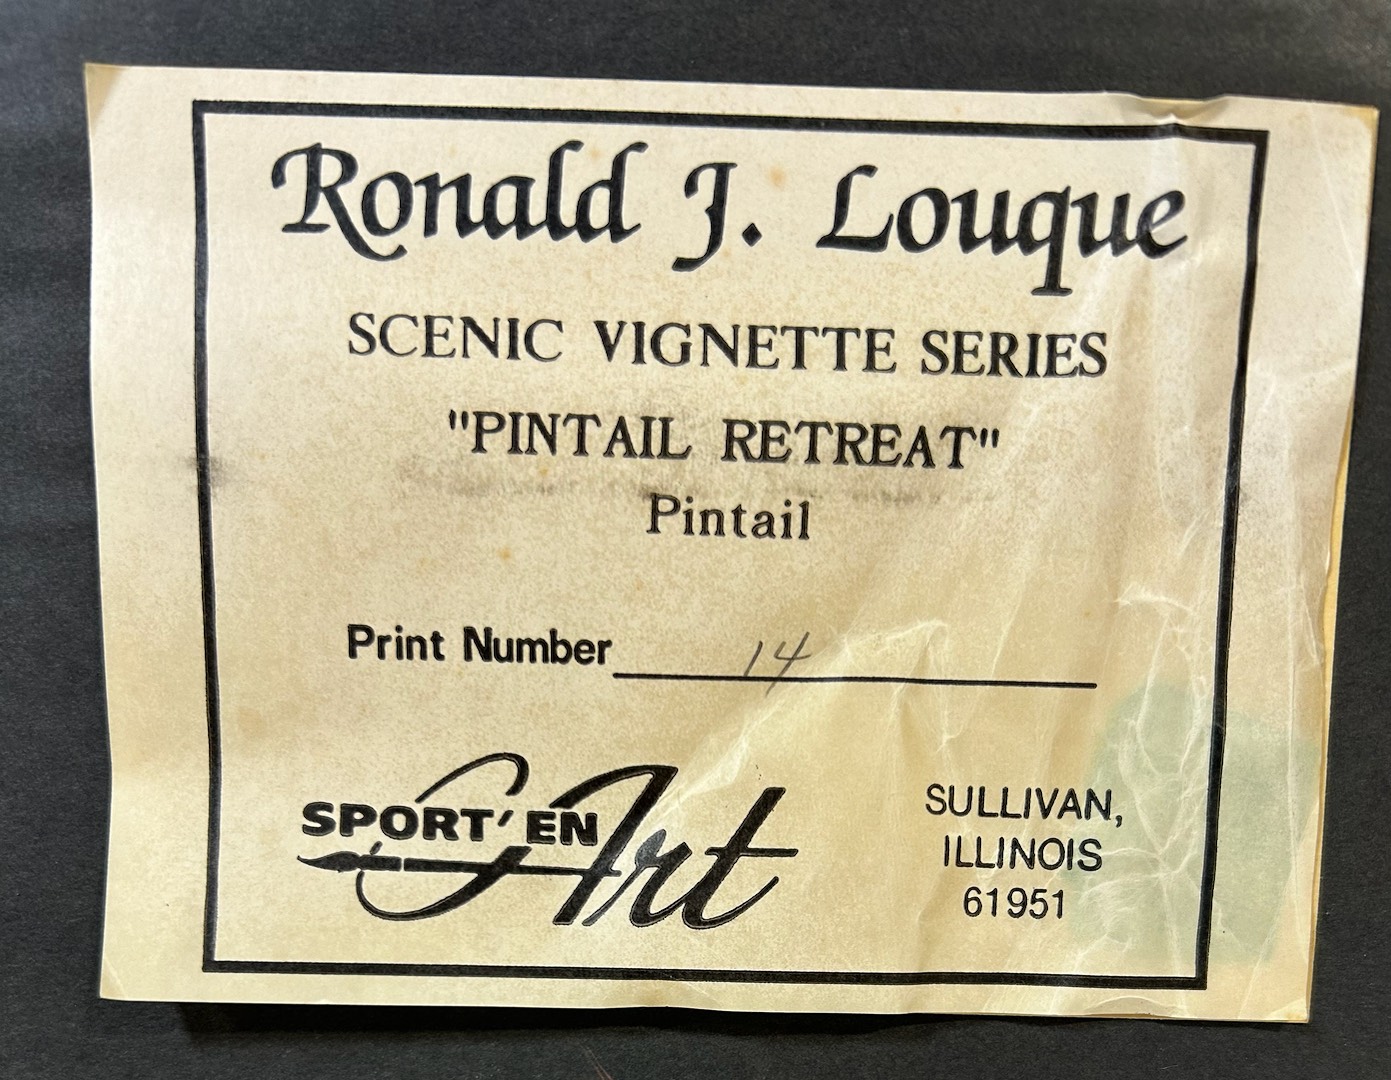 Ronald J. Louque
SCENIC VIGNETTE SERIES
"PINTAIL RETREAT"
Pintail
Print Number 14
SPORT' EN Art
SULLIVAN,
ILLINOIS
61951